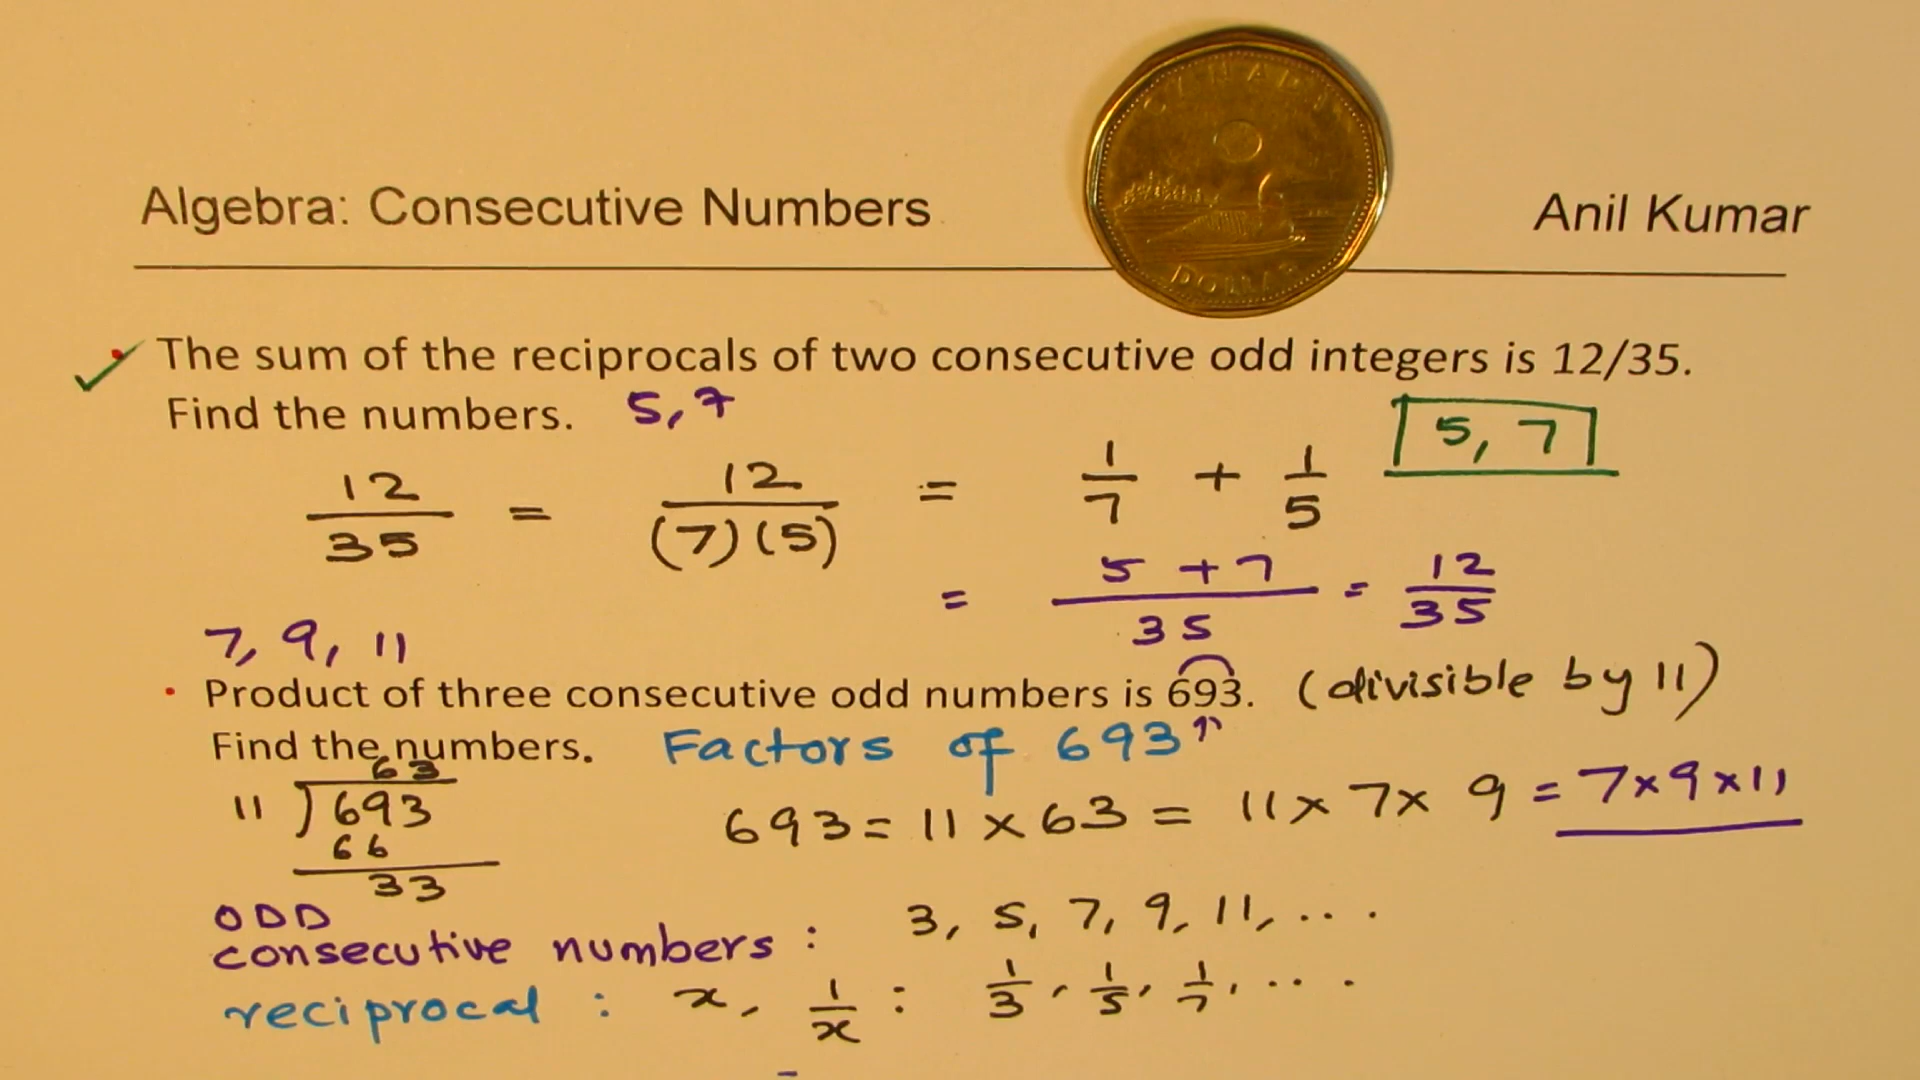 CANADA
DOLLAR
Algebra: Consecutive Numbers Anil Kumar
The sum of the reciprocals of two consecutive odd integers is 12/35.
Find the numbers. 5, 7
5, 7
12/35 = 12/(7)(5) = 1/7 + 1/5
= 5 + 7/35 = 12/35
7, 9, 11
• Product of three consecutive odd numbers is 693. (divisible by 11)
Find the numbers. Factors of 693
63
11 ) 693
66
33
693 = 11 × 63 = 11 × 7 × 9 = 7 × 9 × 11
ODD
consecutive numbers : 3, 5, 7, 9, 11, ....
reciprocal : x, 1/x : 1/3, 1/5, 1/7, ....